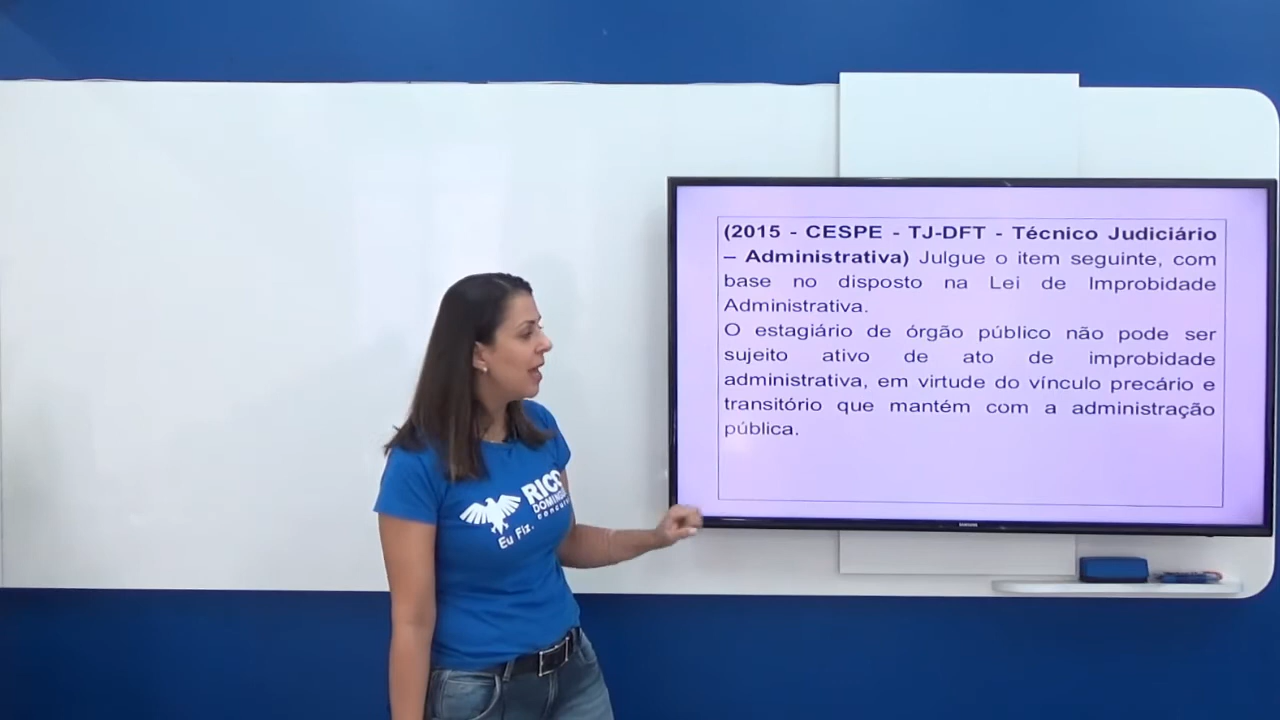 (2015 - CESPE - TJ-DFT - Técnico Judiciário
– Administrativa) Julgue o item seguinte, com
base no disposto na Lei de Improbidade
Administrativa.
O estagiário de órgão público não pode ser
sujeito ativo de ato de improbidade
administrativa, em virtude do vínculo precário e
transitório que mantém com a administração
pública.
SAMSUNG
RICO
Eu Fiz.